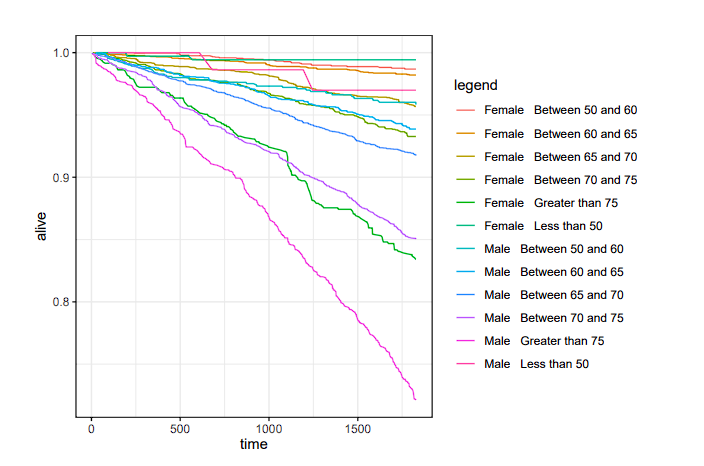 1.0
0.9
0.8
alive
0
500
1000
1500
time
legend
Female Between 50 and 60
Female Between 60 and 65
Female Between 65 and 70
Female Between 70 and 75
Female Greater than 75
Female Less than 50
Male Between 50 and 60
Male Between 60 and 65
Male Between 65 and 70
Male Between 70 and 75
Male Greater than 75
Male Less than 50